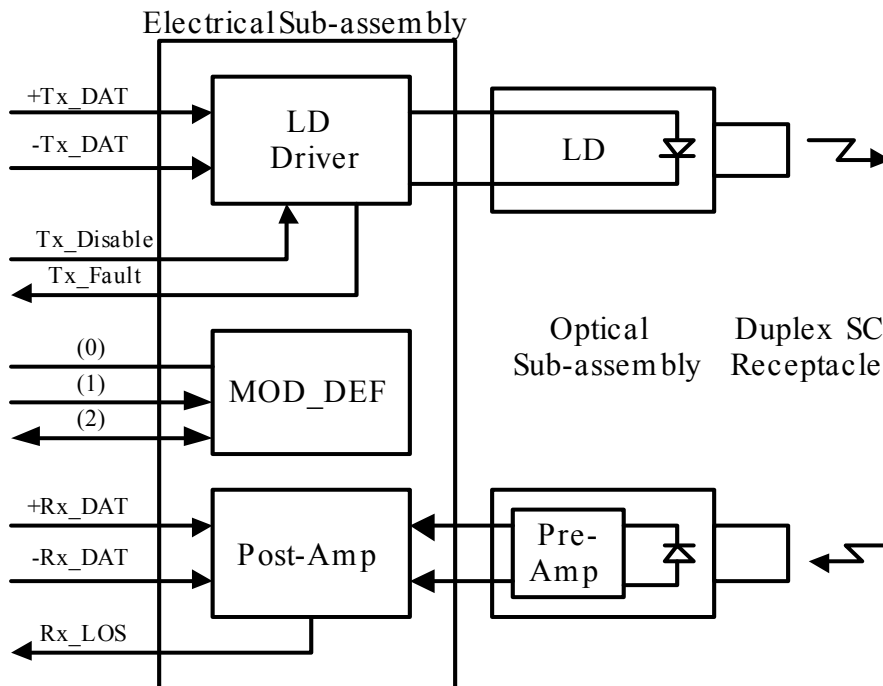 Electrical Sub-assembly
+Tx_DAT
-Tx_DAT
LD
Driver
LD
Tx_Disable
Tx_Fault
(0)
(1)
(2)
MOD_DEF
Optical
Sub-assembly
Duplex SC
Receptacle
+Rx_DAT
-Rx_DAT
Post-Amp
Pre-
Amp
Rx_LOS